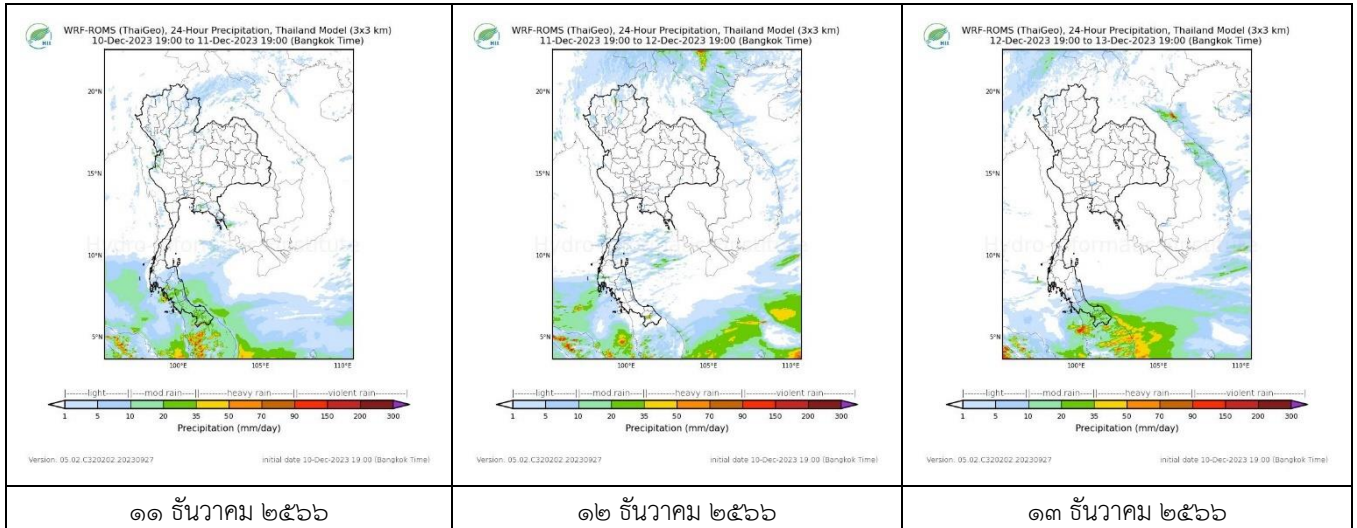 WRF-ROMS (ThaiGeo), 24-Hour Precipitation, Thailand Model (3x3 km)
10-Dec-2023 19:00 to 11-Dec-2023 19:00 (Bangkok Time)
HII
20°N
15°N
10°N
5°N
100°E 105°E 110°E
Hydro Informatics Institute
light mod rain heavy rain violent rain
1 5 10 20 35 50 70 90 150 200 300
Precipitation (mm/day)
Version: 05.02.C320202.20230927 initial date 10-Dec-2023 19:00 (Bangkok Time)
๑๑ ธันวาคม ๒๕๖๖
WRF-ROMS (ThaiGeo), 24-Hour Precipitation, Thailand Model (3x3 km)
11-Dec-2023 19:00 to 12-Dec-2023 19:00 (Bangkok Time)
HII
20°N
15°N
10°N
5°N
100°E 105°E 110°E
Hydro Informatics Institute
light mod rain heavy rain violent rain
1 5 10 20 35 50 70 90 150 200 300
Precipitation (mm/day)
Version: 05.02.C320202.20230927 initial date 10-Dec-2023 19:00 (Bangkok Time)
๑๒ ธันวาคม ๒๕๖๖
WRF-ROMS (ThaiGeo), 24-Hour Precipitation, Thailand Model (3x3 km)
12-Dec-2023 19:00 to 13-Dec-2023 19:00 (Bangkok Time)
HII
20°N
15°N
10°N
5°N
100°E 105°E 110°E
Hydro Informatics Institute
light mod rain heavy rain violent rain
1 5 10 20 35 50 70 90 150 200 300
Precipitation (mm/day)
Version: 05.02.C320202.20230927 initial date 10-Dec-2023 19:00 (Bangkok Time)
๑๓ ธันวาคม ๒๕๖๖